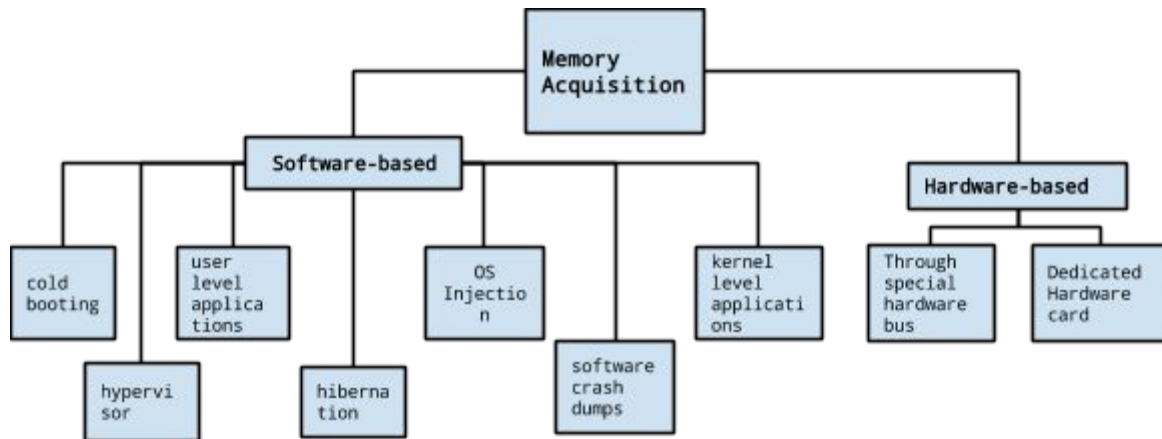 Memory
Acquisition
Software-based
Hardware-based
cold
booting
user
level
applica
tions
OS
Injectio
n
kernel
level
applicati
ons
Through
special
hardware
bus
Dedicated
Hardware
card
hypervi
sor
hiberna
tion
software
crash
dumps